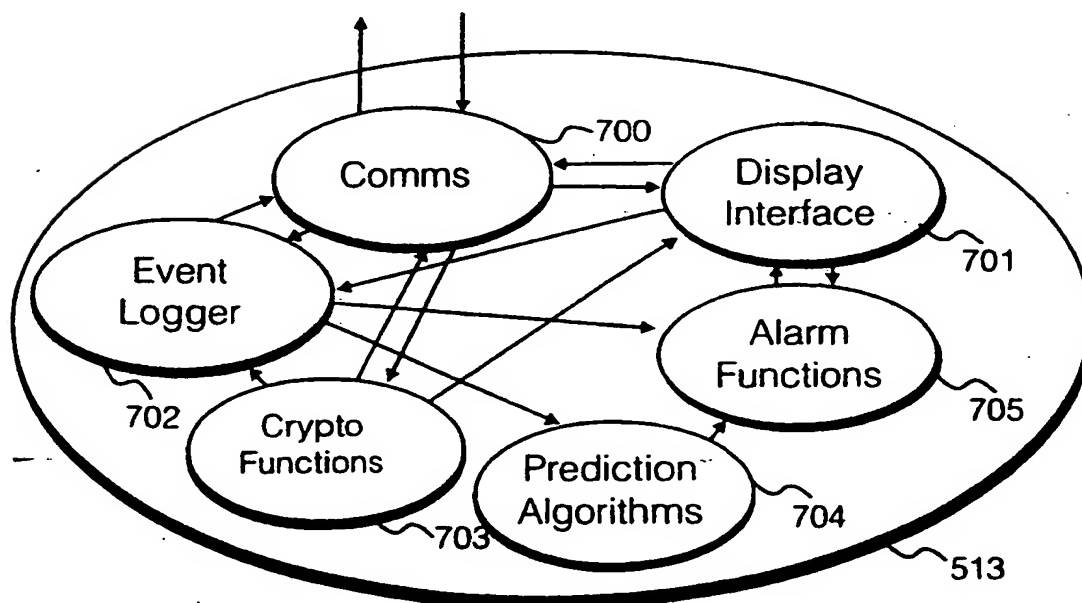 Comms
700
Display
Interface
701
Event
Logger
702
Alarm
Functions
705
Crypto
Functions
703
Prediction
Algorithms
704
513